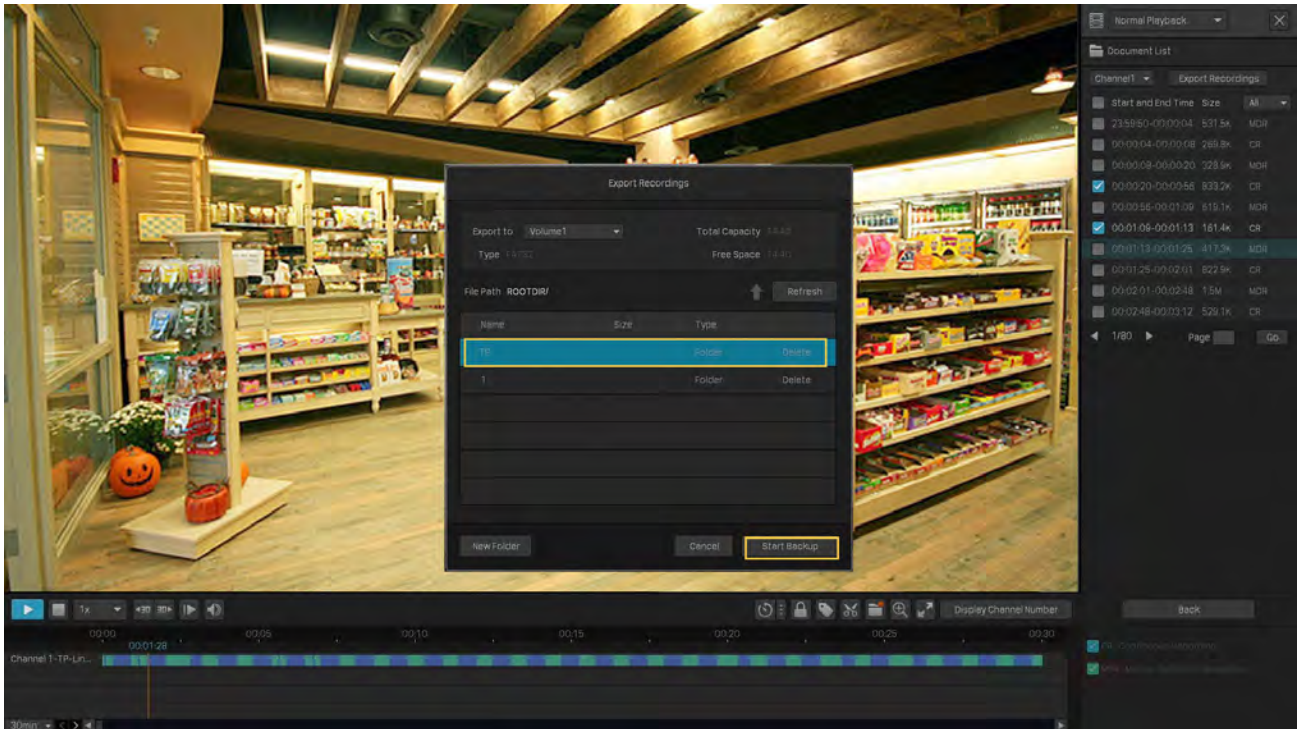 Normal Playback
Document List
Channel1 Export Recordings
Start and End Time Size All
23:59:50-00:00:04 531.5K MDR
00:00:04-00:00:08 269.8K CR
00:00:08-00:00:20 328.9K MDR
00:00:20-00:00:56 833.2K CR
00:00:56-00:01:09 619.1K MDR
00:01:09-00:01:13 161.4K CR
00:01:13-00:01:25 417.3K MDR
00:01:25-00:02:01 822.9K CR
00:02:01-00:02:48 1.5M MDR
00:02:48-00:03:12 529.1K CR
1/80 Page Go
Export Recordings
Export to Volume1 Total Capacity
Type Free Space
File Path ROOTDIR/ Refresh
Name Size Type
TP Folder Delete
1 Folder Delete
New Folder Cancel Start Backup
1x 30 30 Display Channel Number Back
00:00 00:05 00:10 00:15 00:20 00:25 00:30
00:01:28
Channel 1-TP-Lin...
30min